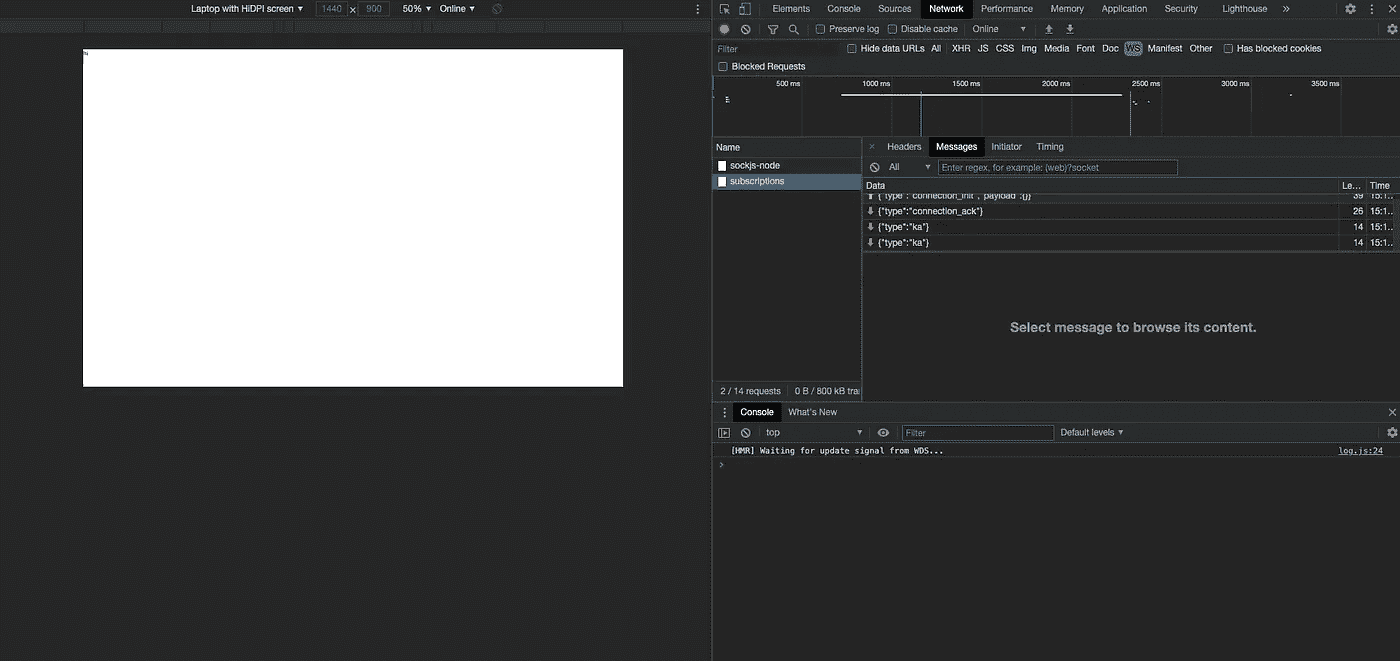 Laptop with HiDPI screen ▼ 1440 x 900 50% ▼ Online ▼
hi
Elements Console Sources Network Performance Memory Application Security Lighthouse »
Preserve log Disable cache Online ▼
Filter Hide data URLs All XHR JS CSS Img Media Font Doc WS Manifest Other Has blocked cookies
Blocked Requests
500 ms 1000 ms 1500 ms 2000 ms 2500 ms 3000 ms 3500 ms
Name
sockjs-node
subscriptions
2 / 14 requests 0 B / 800 kB tra
× Headers Messages Initiator Timing
All ▼ Enter regex, for example: (web)?socket
Data Le... Time
{"type":"connection_init","payload":{}} 39 15:1...
{"type":"connection_ack"} 26 15:1...
{"type":"ka"} 14 15:1...
{"type":"ka"} 14 15:1...
Select message to browse its content.
Console What's New
top ▼ Filter Default levels ▼
[HMR] Waiting for update signal from WDS... log.js:24